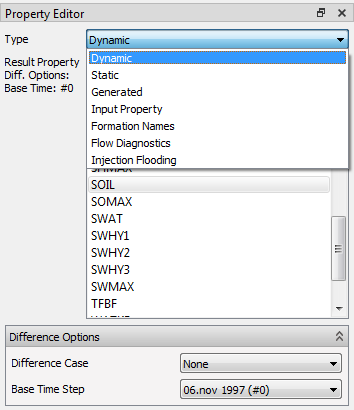 Property Editor
Type
Dynamic
Dynamic
Static
Generated
Input Property
Formation Names
Flow Diagnostics
Injection Flooding
Result Property
Diff. Options:
Base Time: #0
SOIL
SOMAX
SWAT
SWHY1
SWHY2
SWHY3
SWMAX
TFBF
Difference Options
Difference Case
None
Base Time Step
06.nov 1997 (#0)